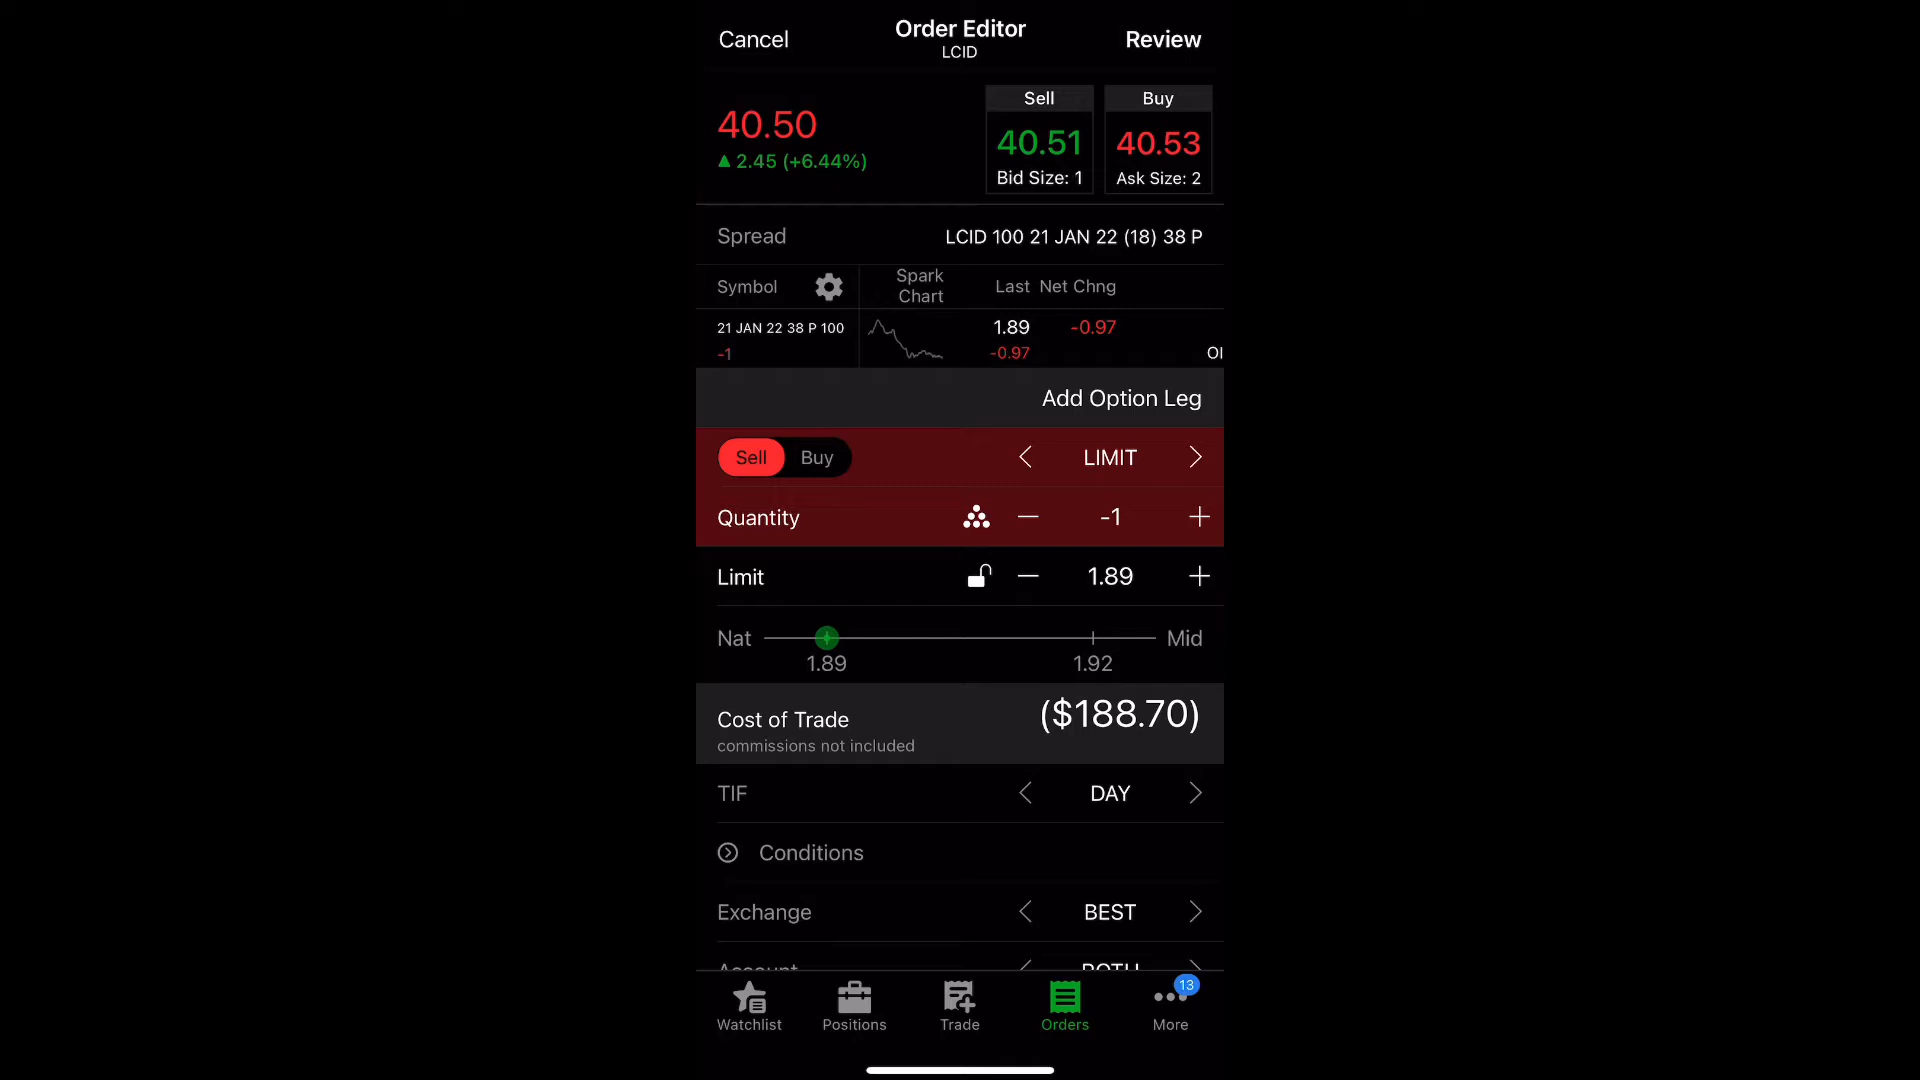 Cancel
Order Editor
LCID
Review
40.50
▲ 2.45 (+6.44%)
Sell
40.51
Bid Size: 1
Buy
40.53
Ask Size: 2
Spread
LCID 100 21 JAN 22 (18) 38 P
Symbol
Spark
Chart
Last
Net Chng
21 JAN 22 38 P 100
-1
1.89
-0.97
-0.97
OI
Add Option Leg
Sell
Buy
LIMIT
Quantity
-1
Limit
1.89
Nat
Mid
1.89
1.92
Cost of Trade
commissions not included
($188.70)
TIF
DAY
Conditions
Exchange
BEST
Account
Watchlist
Positions
Trade
Orders
13
More